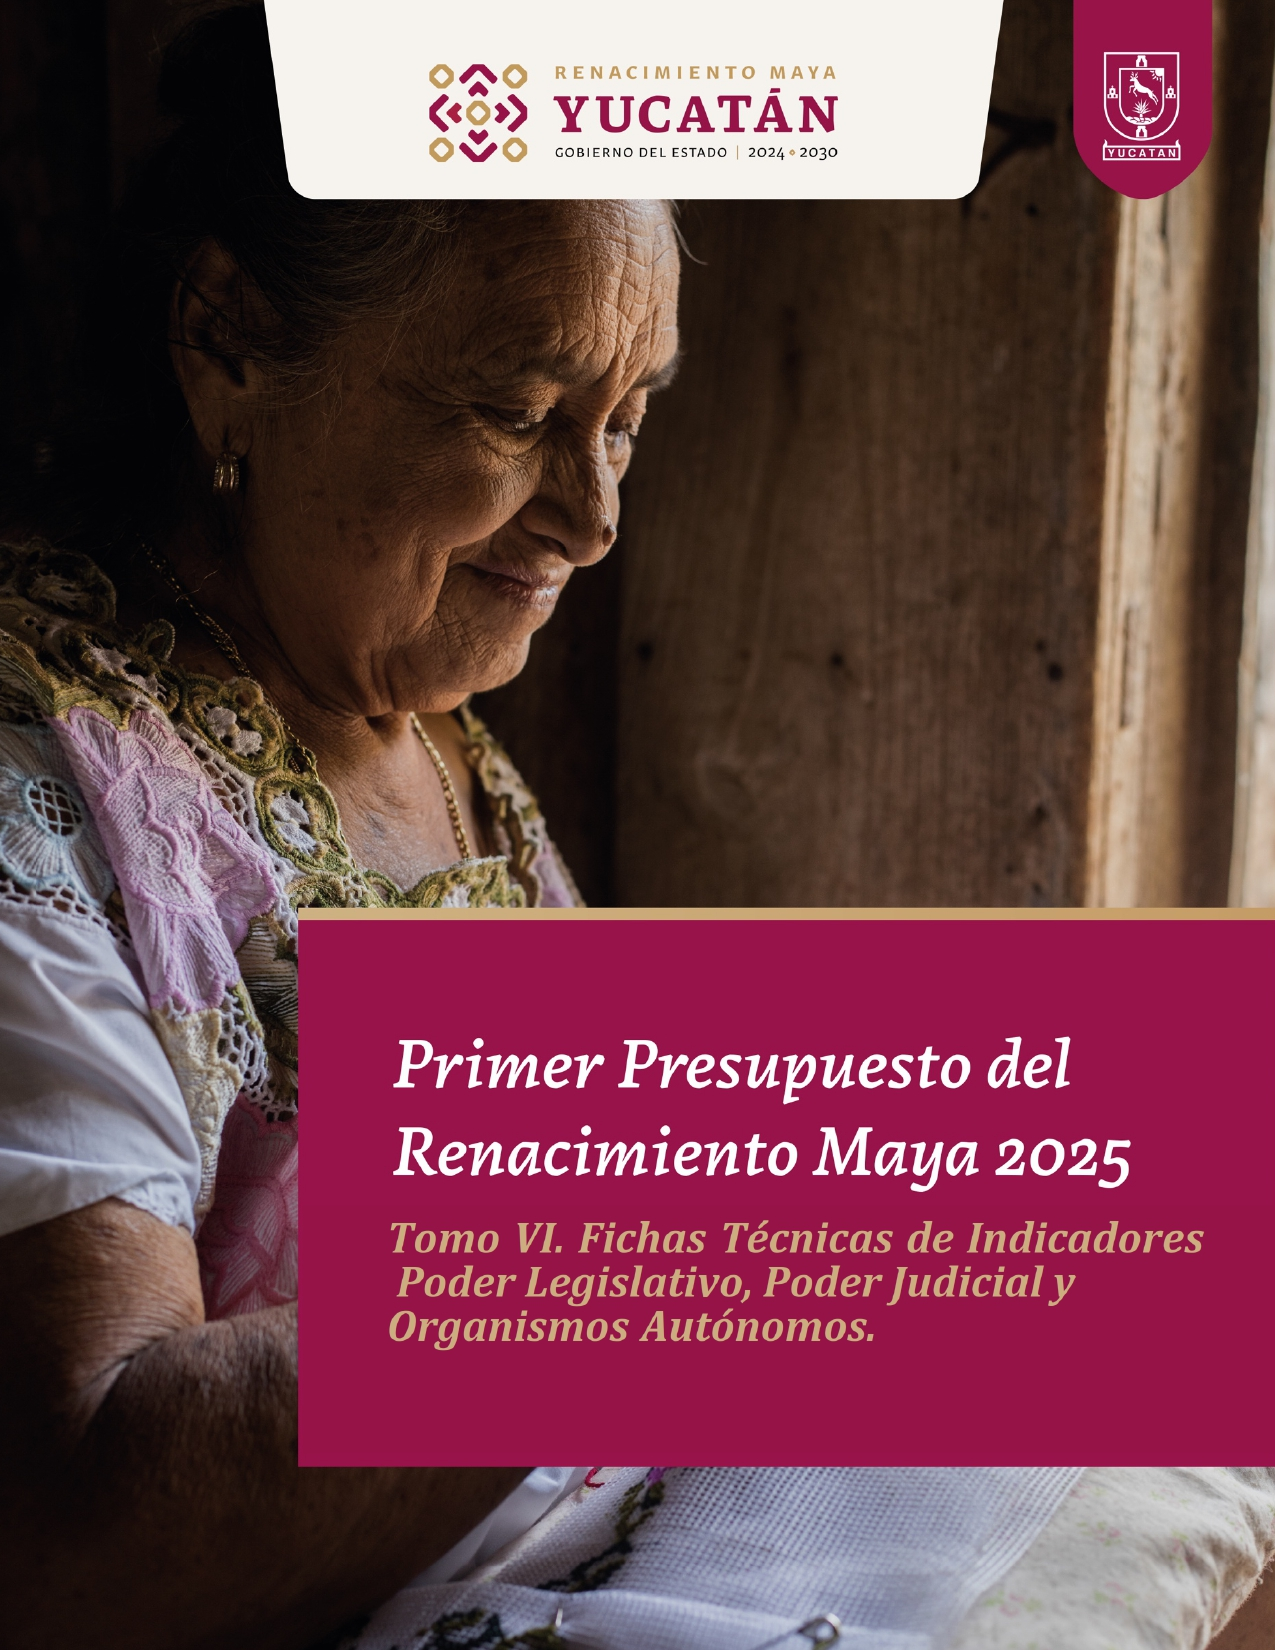 RENACIMIENTO MAYA
YUCATÁN
GOBIERNO DEL ESTADO | 2024 • 2030
YUCATAN
Primer Presupuesto del
Renacimiento Maya 2025
Tomo VI. Fichas Técnicas de Indicadores
Poder Legislativo, Poder Judicial y
Organismos Autónomos.